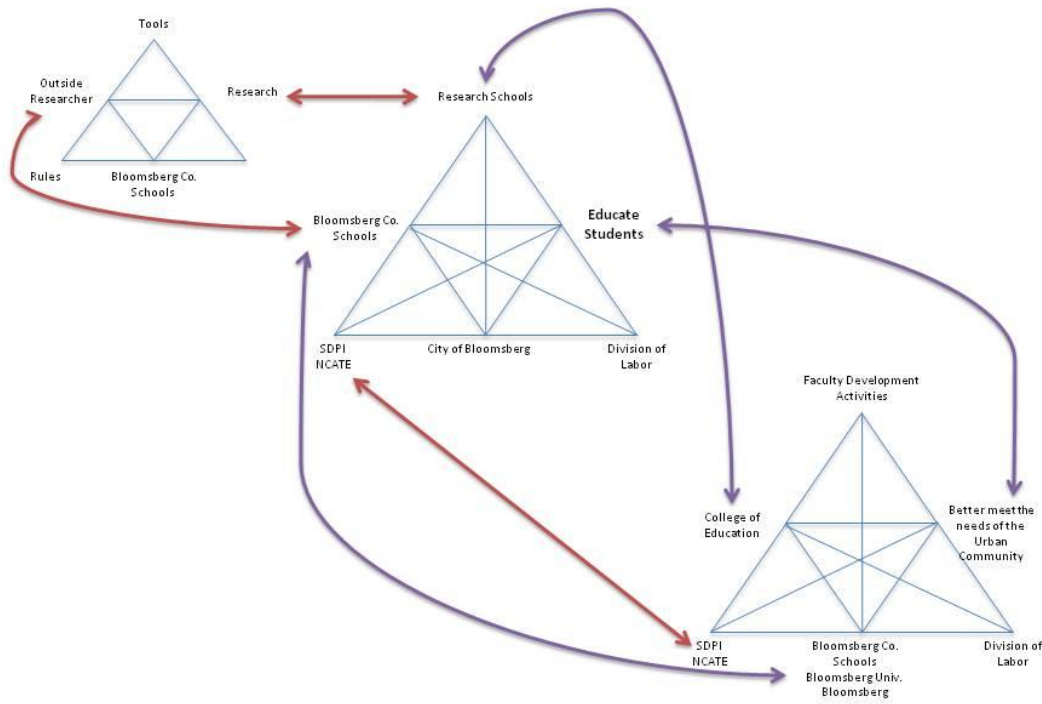 Tools
Outside
Researcher
Research
Rules
Bloomsberg Co.
Schools
Research Schools
Bloomsberg Co.
Schools
Educate
Students
SDPI
NCATE
City of Bloomsberg
Division of
Labor
Faculty Development
Activities
College of
Education
Better meet the
needs of the
Urban
Community
SDPI
NCATE
Bloomsberg Co.
Schools
Bloomsberg Univ.
Bloomsberg
Division of
Labor